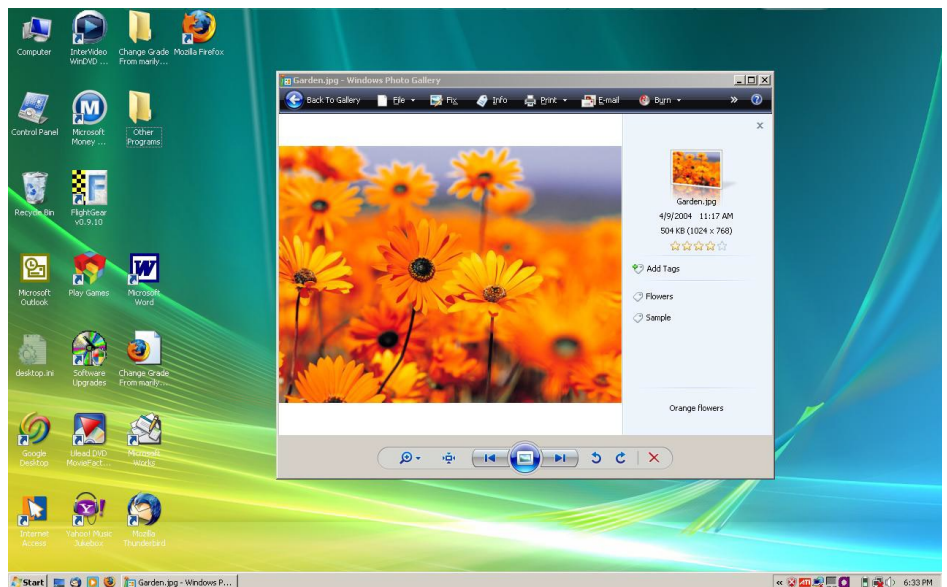 Computer
InterVideo
WinDVD ...
Change Grade
From marily...
Mozilla Firefox
Control Panel
Microsoft
Money ...
Other
Programs
Recycle Bin
FlightGear
v0.9.10
Microsoft
Outlook
Play Games
Microsoft
Word
desktop.ini
Software
Upgrades
Change Grade
From marily...
Google
Desktop
Ulead DVD
MovieFact...
Microsoft
Works
Internet
Access
Yahoo! Music
Jukebox
Mozilla
Thunderbird
Garden.jpg - Windows Photo Gallery
Back To Gallery File Fix Info Print E-mail Burn » ?
Garden.jpg
4/9/2004 11:17 AM
504 KB (1024 x 768)
Add Tags
Flowers
Sample
Orange flowers
Start Garden.jpg - Windows P... « ATI 6:33 PM